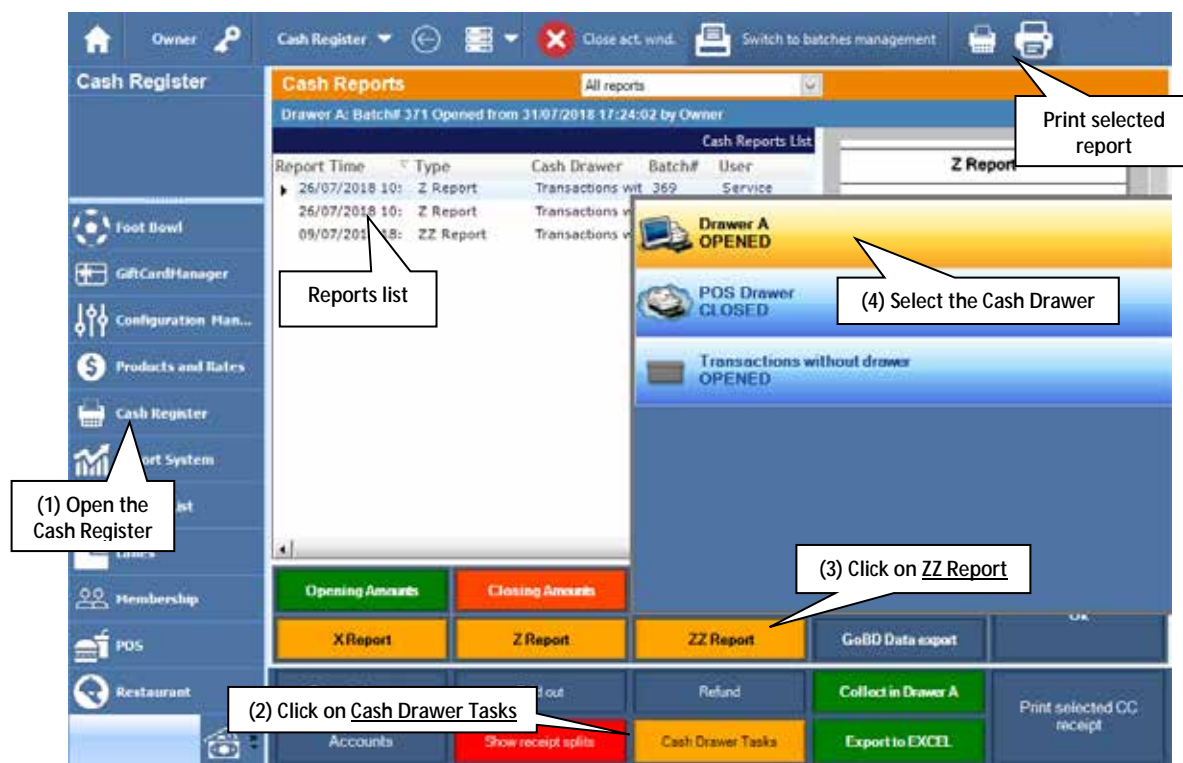 Owner
Cash Register
Close act. wnd.
Switch to batches management
Cash Register
Cash Reports
All reports
Print selected
report
Drawer A: Batch# 371 Opened from 31/07/2018 17:24:02 by Owner
Cash Reports List
Report Time Type Cash Drawer Batch# User
26/07/2018 10: Z Report Transactions wit 369 Service
26/07/2018 10: Z Report Transactions w
09/07/201 18: ZZ Report Transactions w
Z Report
Reports list
Drawer A
OPENED
(4) Select the Cash Drawer
POS Drawer
CLOSED
Transactions without drawer
OPENED
Foot Bowl
GiftCardManager
Configuration Man...
Products and Rates
Cash Register
ort System
(1) Open the
Cash Register
Membership
POS
Restaurant
(3) Click on ZZ Report
Opening Amounts
Closing Amounts
X Report
Z Report
ZZ Report
GoBD Data export
(2) Click on Cash Drawer Tasks
out
Refund
Collect in Drawer A
Print selected CC
receipt
Accounts
Show receipt splits
Cash Drawer Tasks
Export to EXCEL